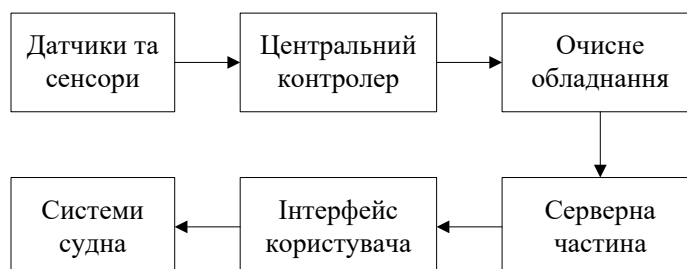 Датчики та
сенсори
Центральний
контролер
Очисне
обладнання
Системи
судна
Інтерфейс
користувача
Серверна
частина